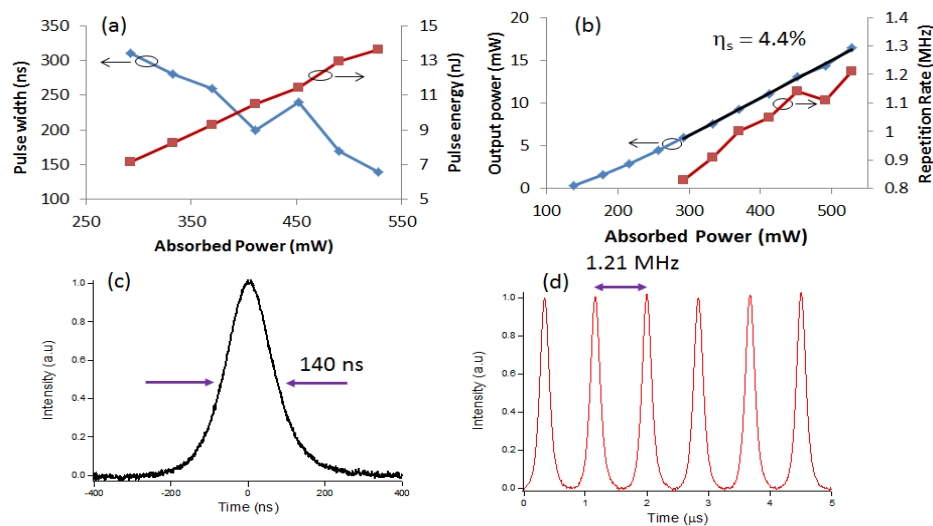 (a)
350
300
250
200
150
100
Pulse width (ns)
15
13
11
9
7
5
Pulse energy (nJ)
250 350 450 550
Absorbed Power (mW)
(b)
ηs = 4.4%
20
15
10
5
0
Output power (mW)
1.4
1.3
1.2
1.1
1
0.9
0.8
Repetition Rate (MHz)
100 200 300 400 500
Absorbed Power (mW)
(c)
140 ns
1.0
0.8
0.6
0.4
0.2
0.0
Intensity (a.u)
-400 -200 0 200 400
Time (ns)
(d)
1.21 MHz
1.0
0.8
0.6
0.4
0.2
0.0
Intensity (a.u)
0 1 2 3 4 5
Time (µs)